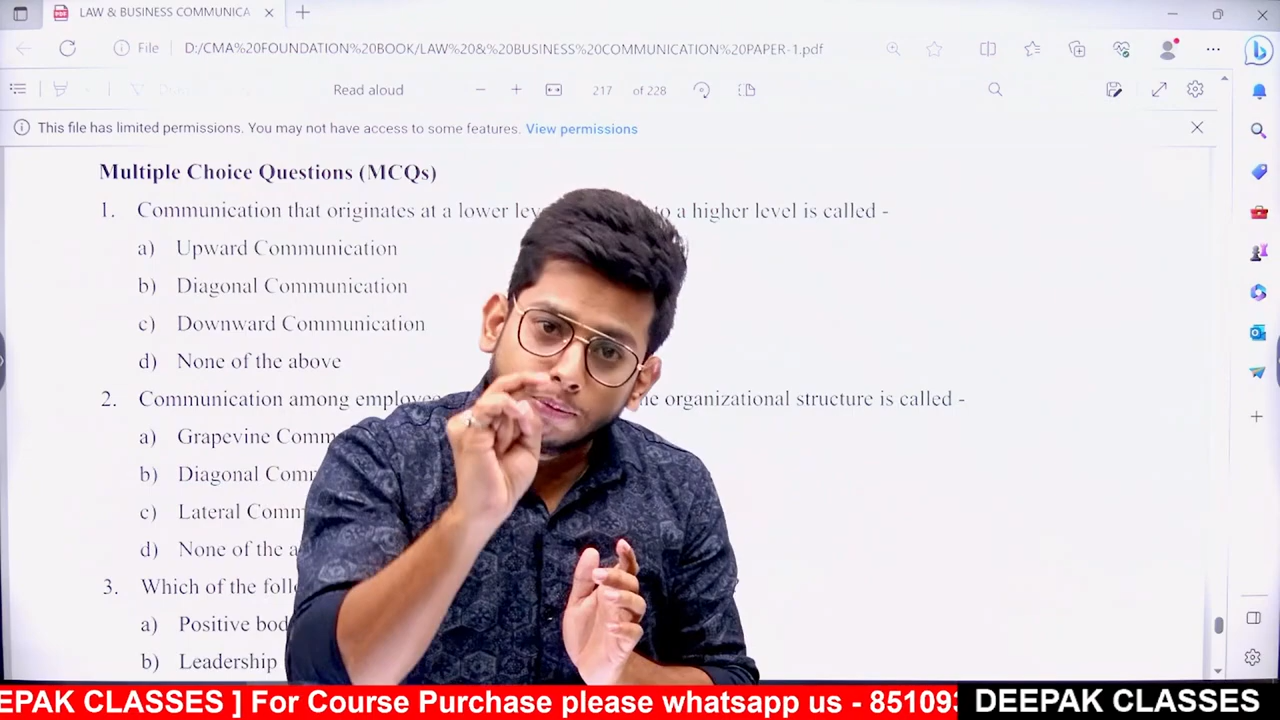 LAW & BUSINESS COMMUNICA
File D:/CMA%20FOUNDATION%20BOOK/LAW%20&%20BUSINESS%20COMMUNICATION%20PAPER-1.pdf
Read aloud 217 of 228
This file has limited permissions. You may not have access to some features. View permissions
Multiple Choice Questions (MCQs)
1. Communication that originates at a lower lev to a higher level is called -
a) Upward Communication
b) Diagonal Communication
c) Downward Communication
d) None of the above
2. Communication among employee organizational structure is called -
a) Grapevine Comm
b) Diagonal Comm
c) Lateral Comm
d) None of the a
3. Which of the follo
a) Positive bod
b) Leadership
EEPAK CLASSES ] For Course Purchase please whatsapp us - 85109 DEEPAK CLASSES